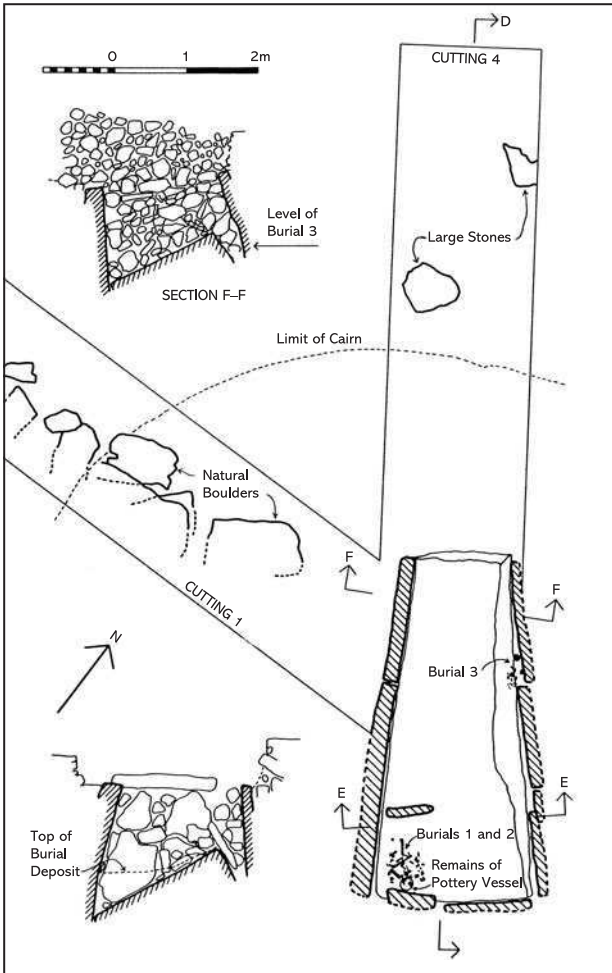 D
CUTTING 4
0 1 2m
Level of
Burial 3
SECTION F–F
Large Stones
Limit of Cairn
Natural
Boulders
F
F
CUTTING 1
N
Burial 3
E
E
Top of
Burial
Deposit
Burials 1 and 2
Remains of
Pottery Vessel